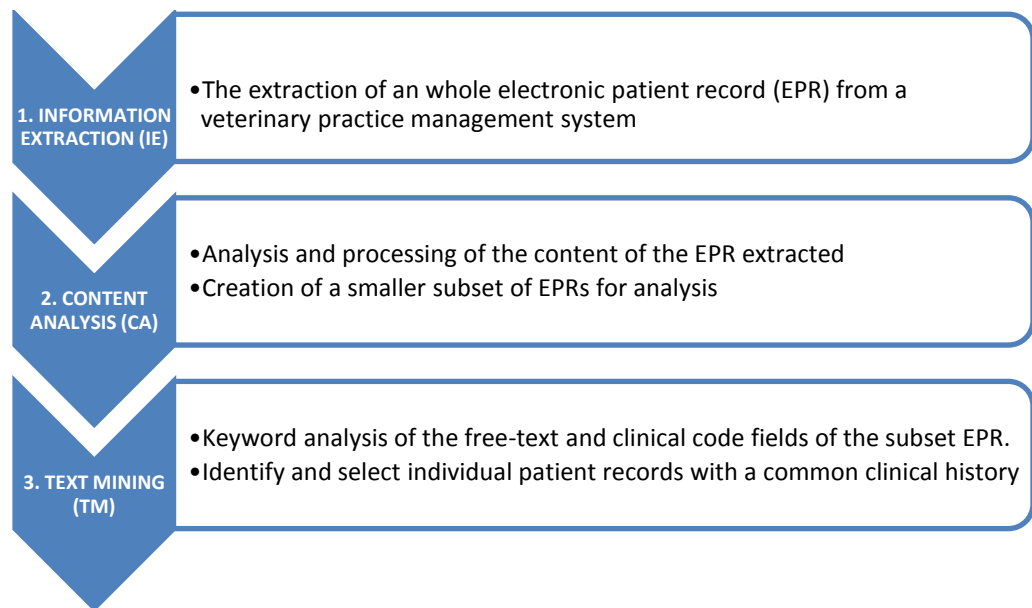 1. INFORMATION
EXTRACTION (IE)
•The extraction of an whole electronic patient record (EPR) from a
veterinary practice management system
2. CONTENT
ANALYSIS (CA)
•Analysis and processing of the content of the EPR extracted
•Creation of a smaller subset of EPRs for analysis
3. TEXT MINING
(TM)
•Keyword analysis of the free-text and clinical code fields of the subset EPR.
•Identify and select individual patient records with a common clinical history